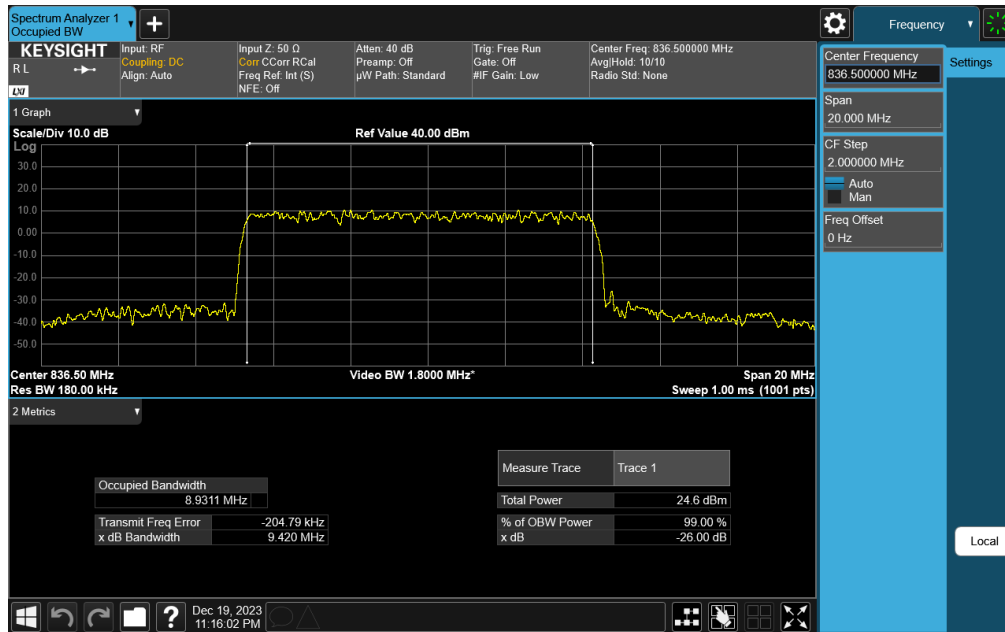 Spectrum Analyzer 1
Occupied BW
Frequency
KEYSIGHT
R L
LXI
Input: RF
Coupling: DC
Align: Auto
Input Z: 50 Ω
Corr CCorr RCal
Freq Ref: Int (S)
NFE: Off
Atten: 40 dB
Preamp: Off
µW Path: Standard
Trig: Free Run
Gate: Off
#IF Gain: Low
Center Freq: 836.500000 MHz
Avg|Hold: 10/10
Radio Std: None
Center Frequency
836.500000 MHz
Settings
Span
20.000 MHz
CF Step
2.000000 MHz
Auto
Man
Freq Offset
0 Hz
1 Graph
Scale/Div 10.0 dB
Ref Value 40.00 dBm
Log
30.0
20.0
10.0
0.00
-10.0
-20.0
-30.0
-40.0
-50.0
Center 836.50 MHz
Video BW 1.8000 MHz*
Span 20 MHz
Res BW 180.00 kHz
Sweep 1.00 ms (1001 pts)
2 Metrics
Measure Trace
Trace 1
Occupied Bandwidth
8.9311 MHz
Total Power
24.6 dBm
Transmit Freq Error
-204.79 kHz
% of OBW Power
99.00 %
x dB Bandwidth
9.420 MHz
x dB
-26.00 dB
Local
?
Dec 19, 2023
11:16:02 PM